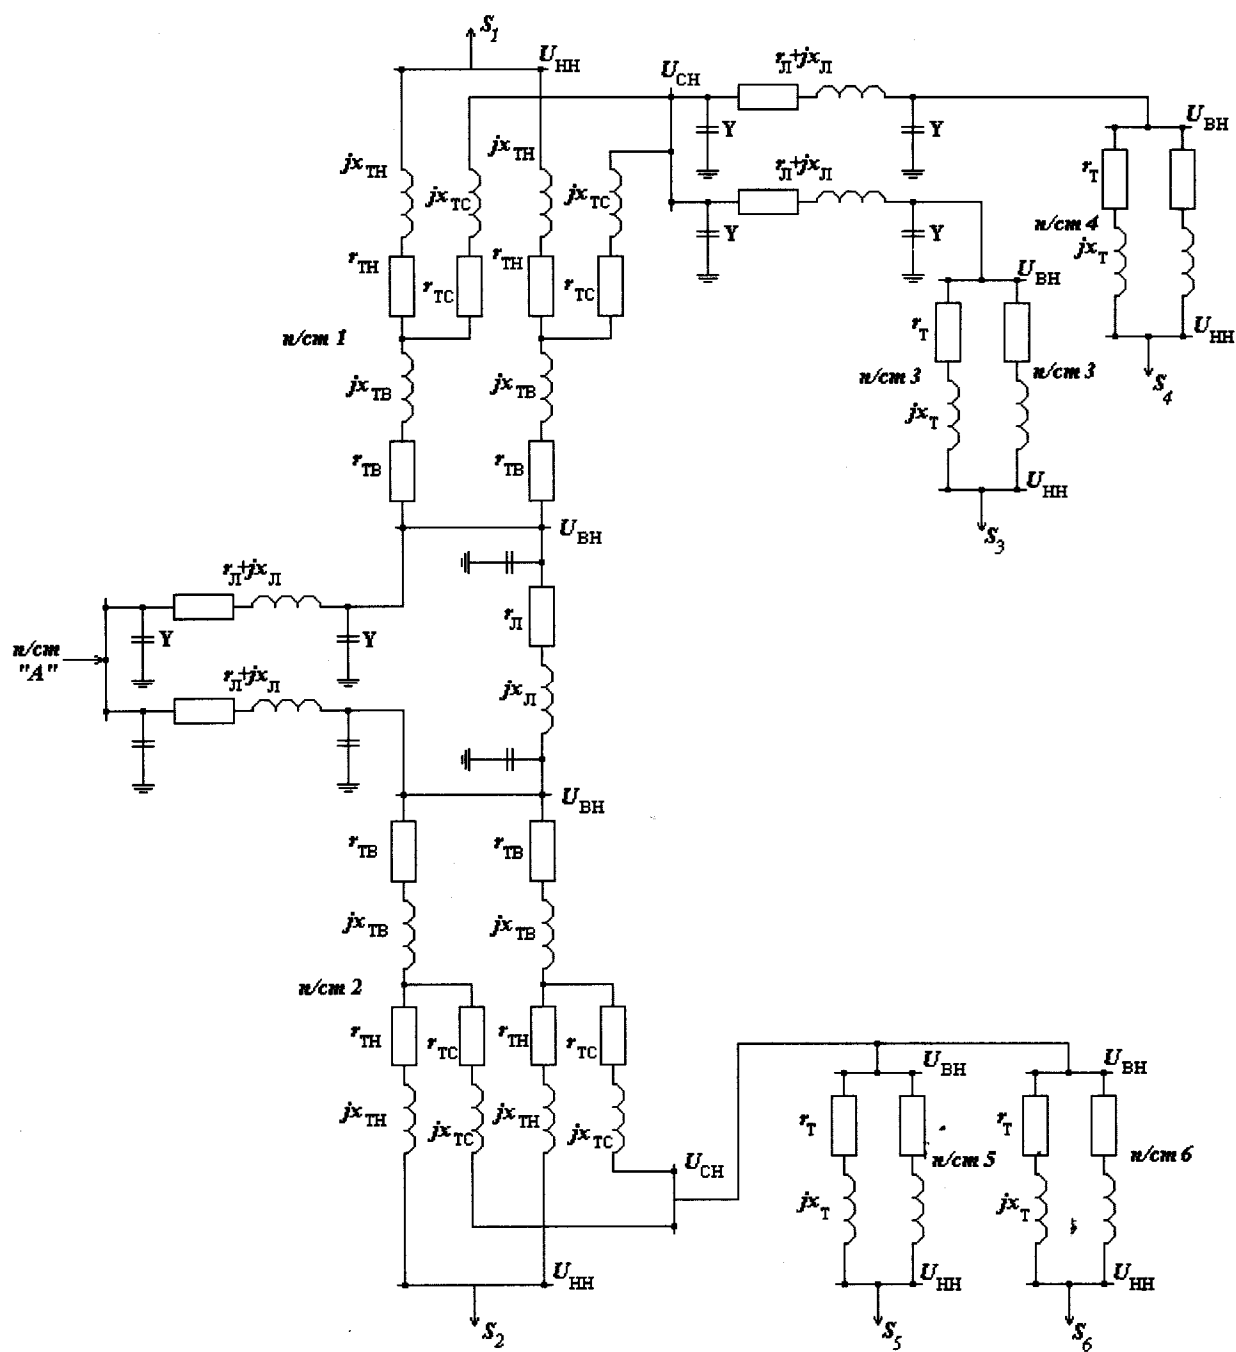 S1
UНН
UСН
rЛ+jxЛ
Y
Y
UВН
jxТН
jxТС
jxТН
jxТС
rЛ+jxЛ
rТ
п/ст 4
Y
Y
jxТ
rТН
rТС
rТН
rТС
UВН
п/ст 1
rТ
UНН
п/ст 3
п/ст 3
S4
jxТВ
jxТВ
jxТ
rТВ
rТВ
UНН
UВН
S3
rЛ+jxЛ
rЛ
п/ст
"А"
Y
Y
rЛ+jxЛ
jxЛ
UВН
rТВ
rТВ
jxТВ
jxТВ
п/ст 2
rТН
rТС
rТН
rТС
UВН
UВН
jxТН
jxТС
jxТН
jxТС
rТ
rТ
UСН
п/ст 5
п/ст 6
jxТ
jxТ
UНН
UНН
UНН
S2
S5
S6